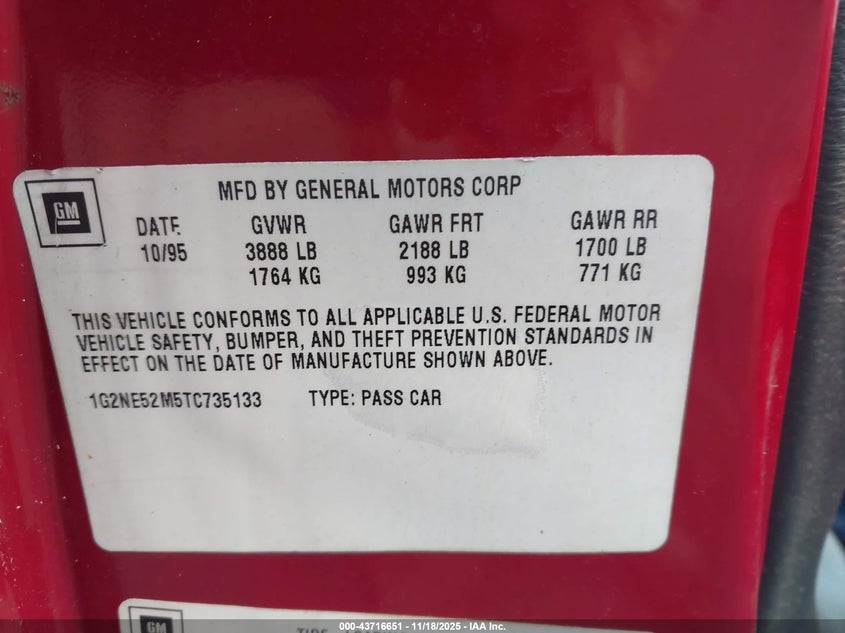 GM
MFD BY GENERAL MOTORS CORP
DATE GVWR GAWR FRT GAWR RR
10/95 3888 LB 2188 LB 1700 LB
1764 KG 993 KG 771 KG
THIS VEHICLE CONFORMS TO ALL APPLICABLE U.S. FEDERAL MOTOR
VEHICLE SAFETY, BUMPER, AND THEFT PREVENTION STANDARDS IN
EFFECT ON THE DATE OF MANUFACTURE SHOWN ABOVE.
1G2NE52M5TC735133 TYPE: PASS CAR
GM
000-43716651 | 11/18/2025 - IAA Inc.